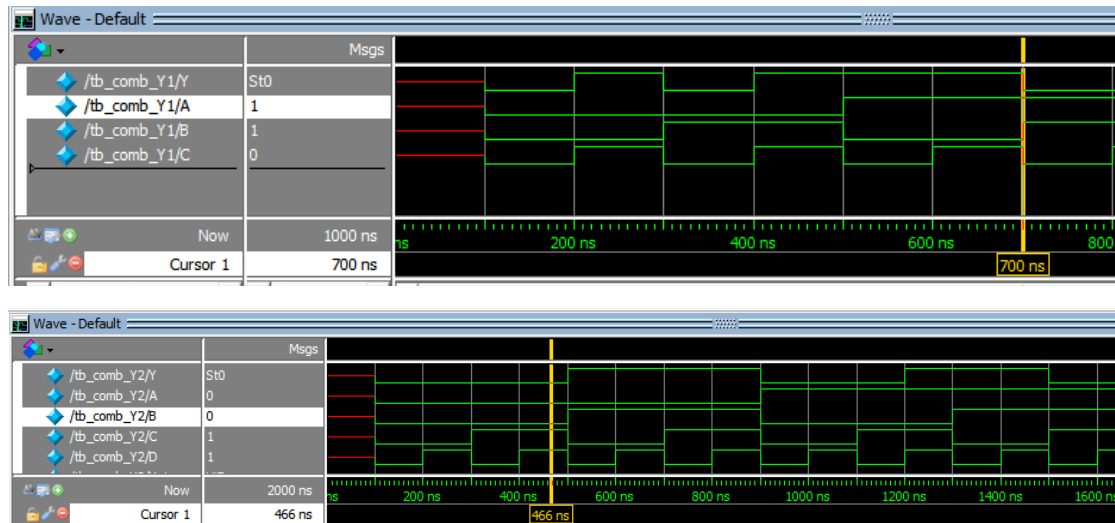 Wave - Default
Msgs
/tb_comb_Y1/Y St0
/tb_comb_Y1/A 1
/tb_comb_Y1/B 1
/tb_comb_Y1/C 0
Now 1000 ns ns 200 ns 400 ns 600 ns 800
Cursor 1 700 ns 700 ns
Wave - Default
Msgs
/tb_comb_Y2/Y St0
/tb_comb_Y2/A 0
/tb_comb_Y2/B 0
/tb_comb_Y2/C 1
/tb_comb_Y2/D 1
Now 2000 ns ns 200 ns 400 ns 600 ns 800 ns 1000 ns 1200 ns 1400 ns 1600 ns
Cursor 1 466 ns 466 ns